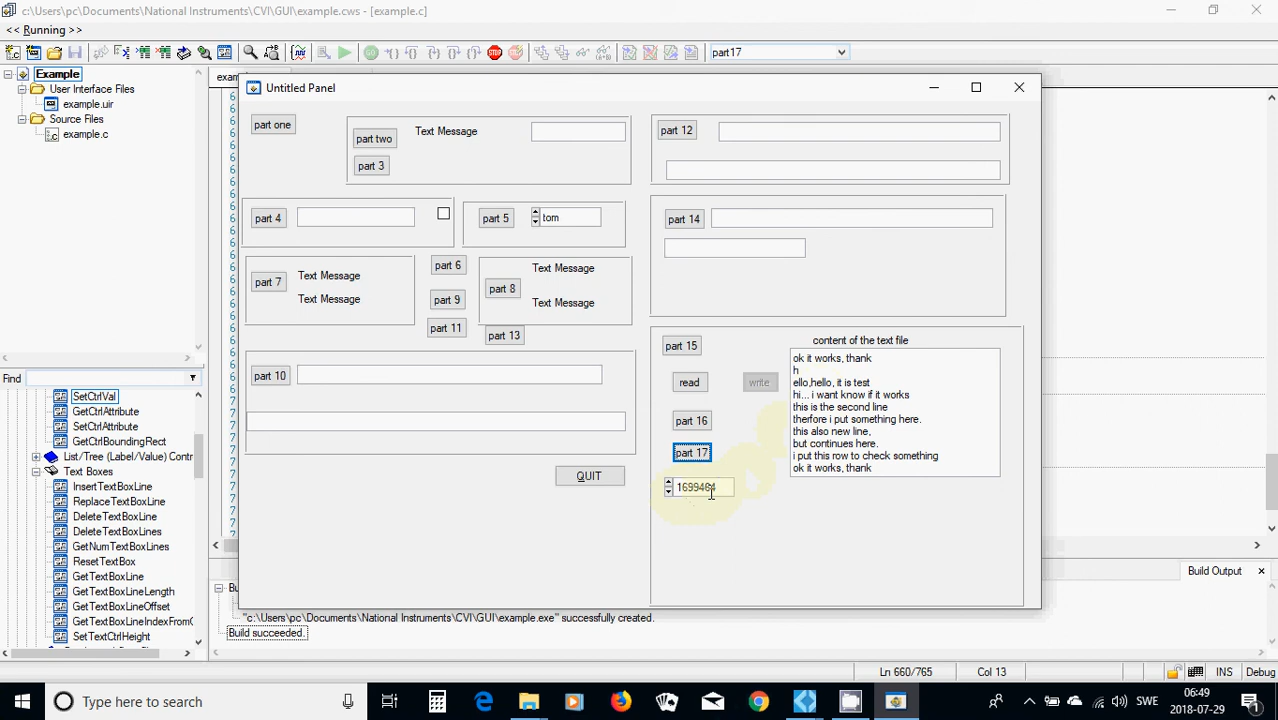 c:\Users\pc\Documents\National Instruments\CVI\GUI\example.cws - [example.c]
<< Running >>
part17
Example
User Interface Files
example.uir
Source Files
example.c
Untitled Panel
part one
part two
Text Message
part 3
part 12
part 4
part 5
tom
part 14
part 7
Text Message
Text Message
part 6
part 9
part 11
part 8
Text Message
Text Message
part 13
part 10
QUIT
part 15
read
write
part 16
part 17
content of the text file
ok it works, thank
h
ello,hello, it is test
hi... i want know if it works
this is the second line
therfore i put something here.
this also new line,
but continues here.
i put this row to check something
ok it works, thank
Find
SetCtrlVal
GetCtrlAttribute
SetCtrlAttribute
GetCtrlBoundingRect
List/Tree (Label/Value) Contr
Text Boxes
InsertTextBoxLine
ReplaceTextBoxLine
DeleteTextBoxLine
DeleteTextBoxLines
GetNumTextBoxLines
ResetTextBox
GetTextBoxLine
GetTextBoxLineLength
GetTextBoxLineOffset
GetTextBoxLineIndexFromC
SetTextCtrlHeight
Build Output
"c:\Users\pc\Documents\National Instruments\CVI\GUI\example.exe" successfully created.
Build succeeded.
Ln 660/765
Col 13
INS
Debug
Type here to search
SWE
06:49
2018-07-29